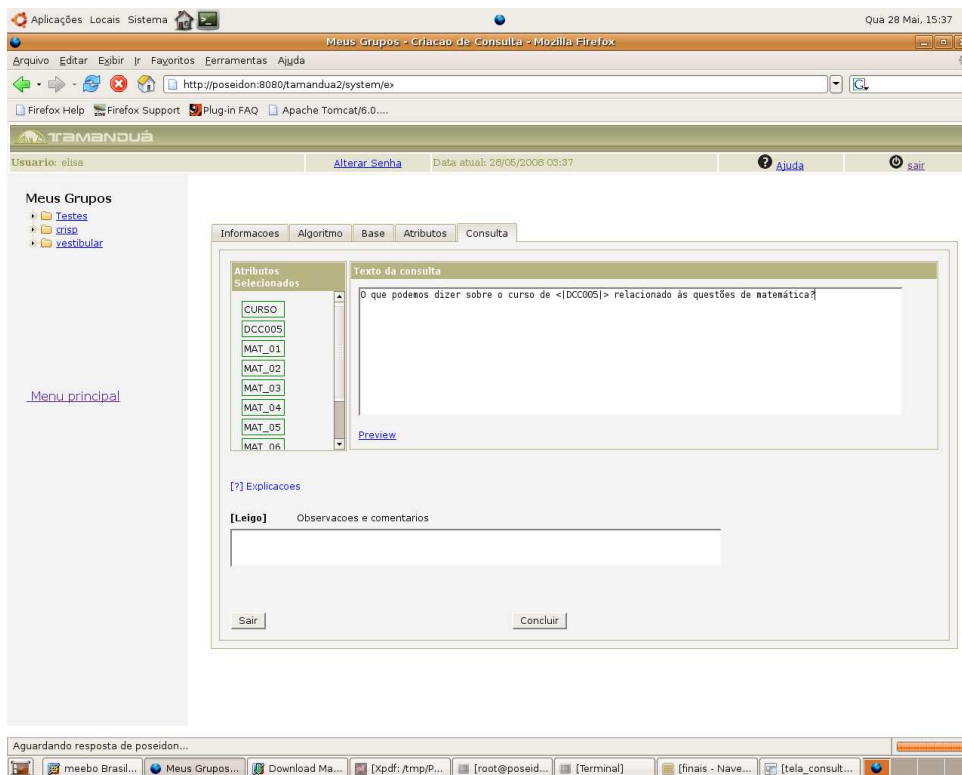 Aplicações Locais Sistema Qua 28 Mai, 15:37
Meus Grupos - Criacao de Consulta - Mozilla Firefox
Arquivo Editar Exibir Ir Favoritos Ferramentas Ajuda
http://poseidon:8080/tamandua2/system/ex
Firefox Help Firefox Support Plug-in FAQ Apache Tomcat/6.0....
TAMANDUÁ
Usuario: elisa Alterar Senha Data atual: 28/05/2008 03:37 Ajuda sair
Meus Grupos
Testes
crisp
vestibular
Menu principal
Informacoes Algoritmo Base Atributos Consulta
Atributos Selecionados
CURSO
DCC005
MAT_01
MAT_02
MAT_03
MAT_04
MAT_05
MAT_06
Texto da consulta
O que podemos dizer sobre o curso de <|DCC005|> relacionado às questões de matemática?
Preview
[?] Explicacoes
[Leigo] Observacoes e comentarios
Sair Concluir
Aguardando resposta de poseidon...
meebo Brasil... Meus Grupos... Download Ma... [Xpdf: /tmp/P... [root@poseid... [Terminal] [finais - Nave... [tela_consult...